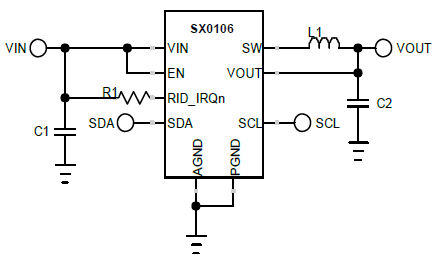 SX0106
L1
VIN
VIN
SW
VOUT
EN
VOUT
R1
RID_IRQn
C2
C1
SDA
SDA
SCL
SCL
AGND
PGND